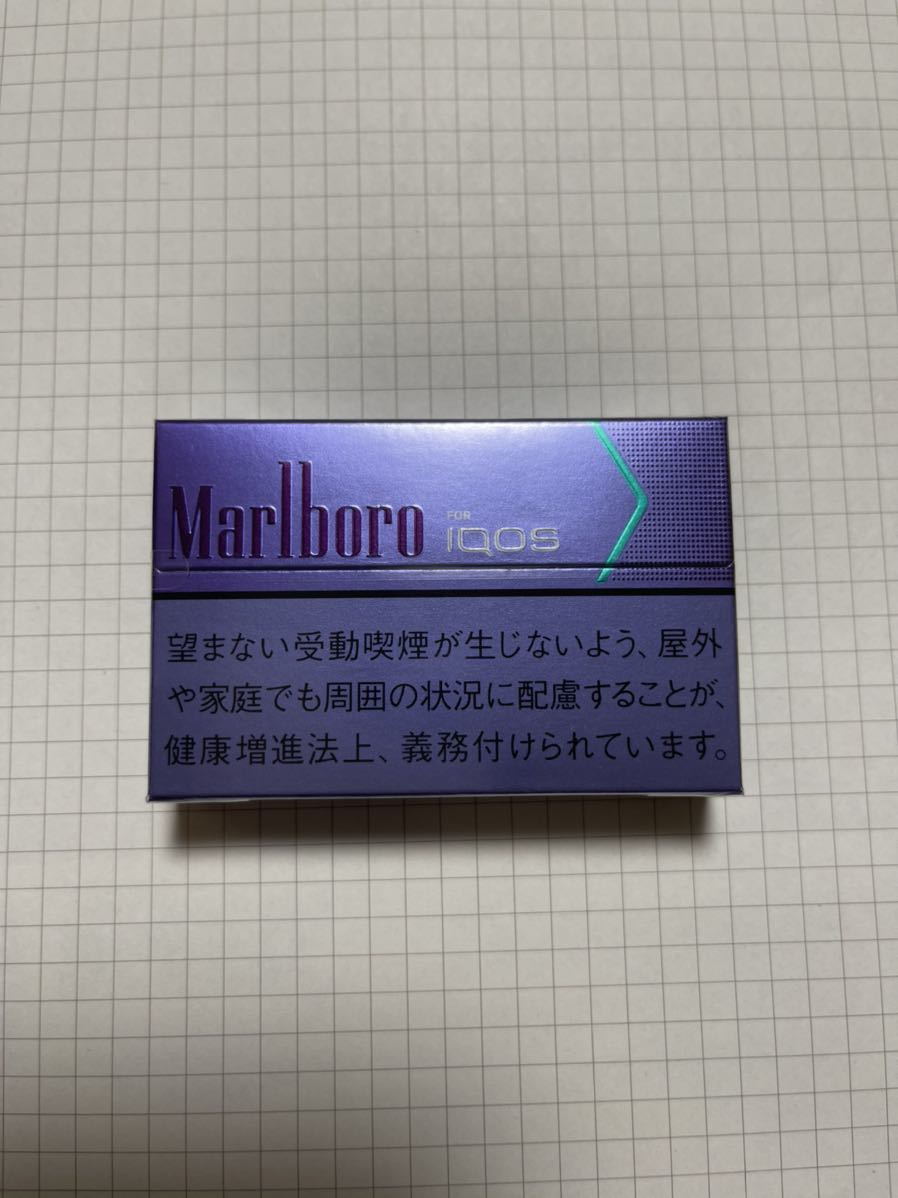 Marlboro FOR IQOS
望まない受動喫煙が生じないよう、屋外
や家庭でも周囲の状況に配慮することが、
健康増進法上、義務付けられています。